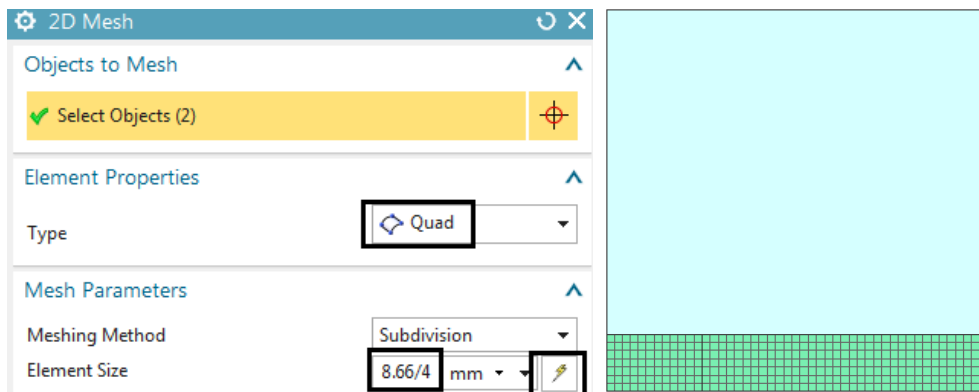 2D Mesh
Objects to Mesh
Select Objects (2)
Element Properties
Type Quad
Mesh Parameters
Meshing Method Subdivision
Element Size 8.66/4 mm